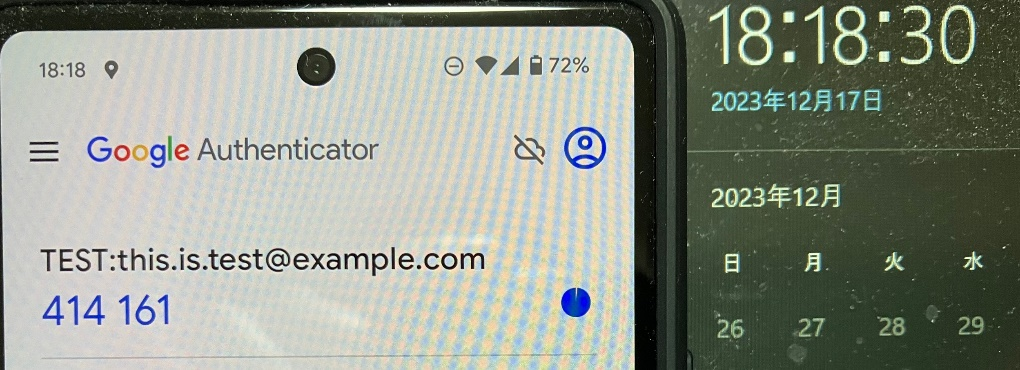 18:18
72%
Google Authenticator
TEST:this.is.test@example.com
414 161
18:18:30
2023年12月17日
2023年12月
日 月 火 水
26 27 28 29